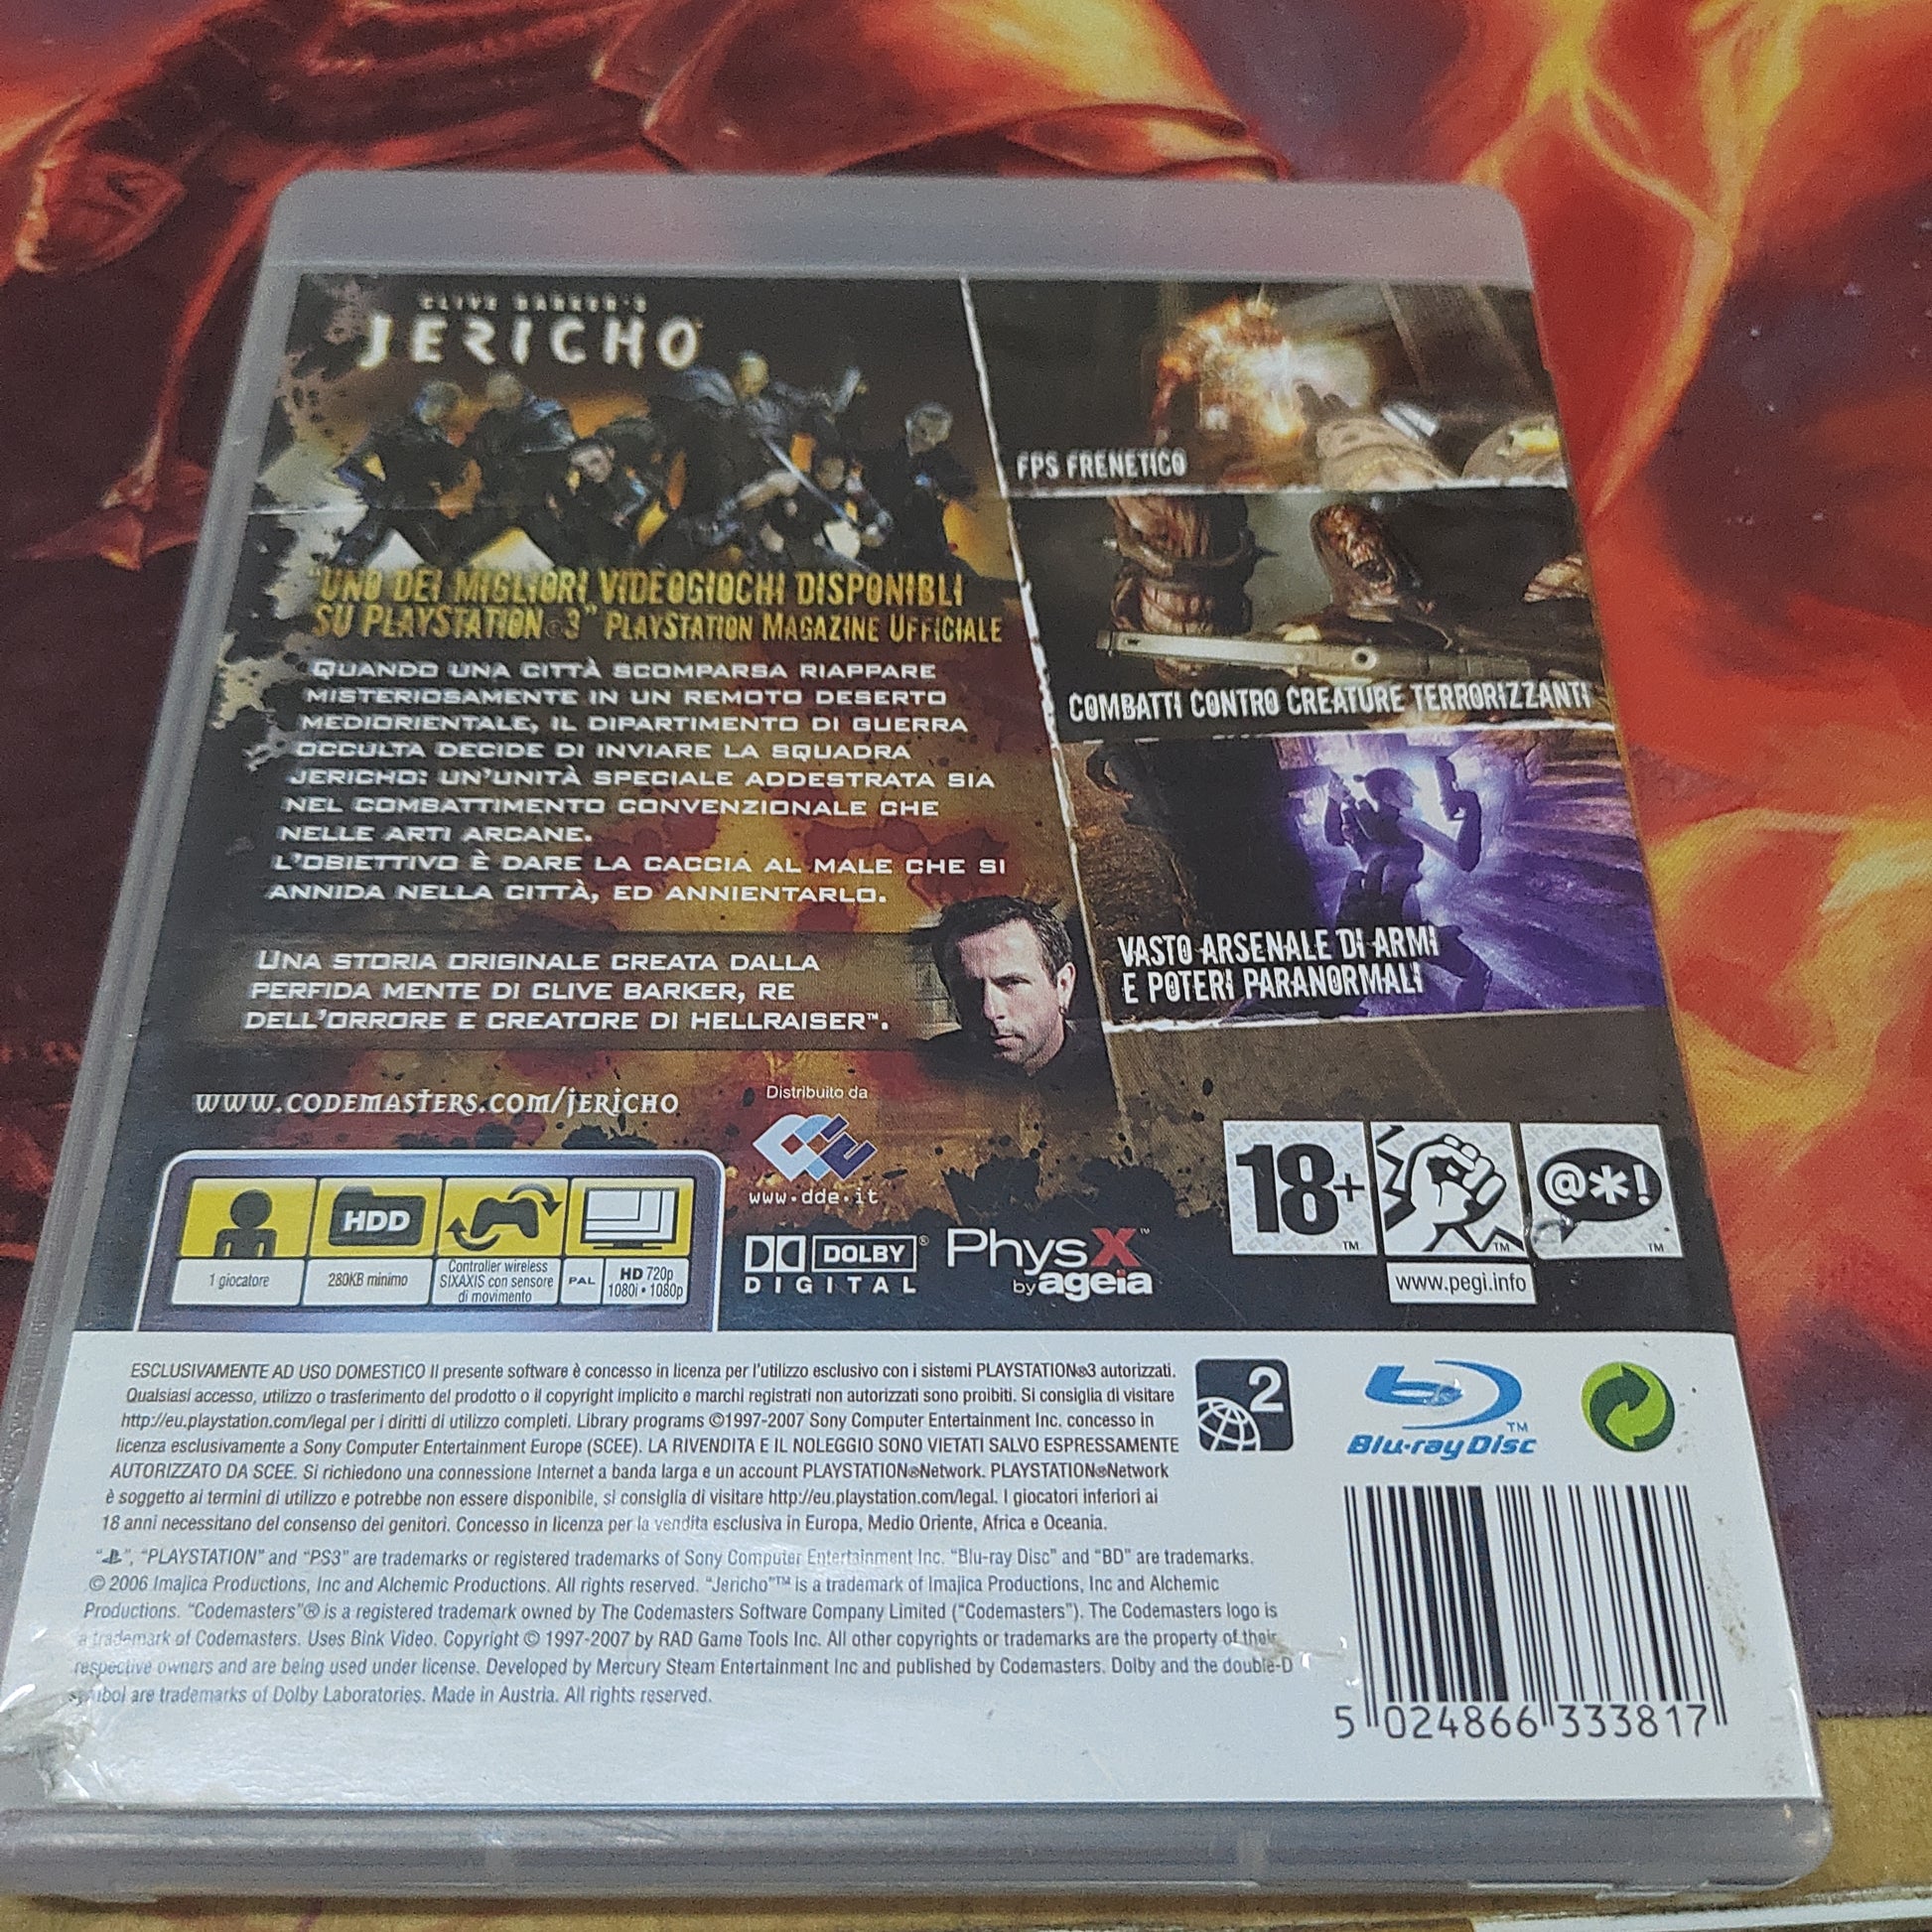 CLIVE BARKER'S
JERICHO™
"UNO DEI MIGLIORI VIDEOGIOCHI DISPONIBLI
SU PLAYSTATION®3" PLAYSTATION MAGAZINE UFFICIALE
QUANDO UNA CITTÀ SCOMPARSA RIAPPARE
MISTERIOSAMENTE IN UN REMOTO DESERTO
MEDIORIENTALE, IL DIPARTIMENTO DI GUERRA
OCCULTA DECIDE DI INVIARE LA SQUADRA
JERICHO: UN'UNITÀ SPECIALE ADDESTRATA SIA
NEL COMBATTIMENTO CONVENZIONALE CHE
NELLE ARTI ARCANE.
L'OBIETTIVO È DARE LA CACCIA AL MALE CHE SI
ANNIDA NELLA CITTÀ, ED ANNIENTARLO.
UNA STORIA ORIGINALE CREATA DALLA
PERFIDA MENTE DI CLIVE BARKER, RE
DELL'ORRORE E CREATORE DI HELLRAISER™.
FPS FRENETICO
COMBATTI CONTRO CREATURE TERRORIZZANTI
VASTO ARSENALE DI ARMI
E POTERI PARANORMALI
www.codemasters.com/jericho
Distribuito da
www.dde.it
HDD
1 giocatore
280KB minimo
Controller wireless
SIXAXIS con sensore
di movimento
PAL
HD 720p
1080i • 1080p
DOLBY®
DIGITAL
PhysX™
by ageia
18+™
™
@*!
™
www.pegi.info
ESCLUSIVAMENTE AD USO DOMESTICO Il presente software è concesso in licenza per l'utilizzo esclusivo con i sistemi PLAYSTATION®3 autorizzati.
Qualsiasi accesso, utilizzo o trasferimento del prodotto o il copyright implicito e marchi registrati non autorizzati sono proibiti. Si consiglia di visitare
http://eu.playstation.com/legal per i diritti di utilizzo completi. Library programs ©1997-2007 Sony Computer Entertainment Inc. concesso in
licenza esclusivamente a Sony Computer Entertainment Europe (SCEE). LA RIVENDITA E IL NOLEGGIO SONO VIETATI SALVO ESPRESSAMENTE
AUTORIZZATO DA SCEE. Si richiedono una connessione Internet a banda larga e un account PLAYSTATION®Network. PLAYSTATION®Network
è soggetto ai termini di utilizzo e potrebbe non essere disponibile, si consiglia di visitare http://eu.playstation.com/legal. I giocatori inferiori ai
18 anni necessitano del consenso dei genitori. Concesso in licenza per la vendita esclusiva in Europa, Medio Oriente, Africa e Oceania.
2
Blu-ray Disc™
"", "PLAYSTATION" and "PS3" are trademarks or registered trademarks of Sony Computer Entertainment Inc. "Blu-ray Disc" and "BD" are trademarks.
© 2006 Imajica Productions, Inc and Alchemic Productions. All rights reserved. "Jericho"™ is a trademark of Imajica Productions, Inc and Alchemic
Productions. "Codemasters"® is a registered trademark owned by The Codemasters Software Company Limited ("Codemasters"). The Codemasters logo is
a trademark of Codemasters. Uses Bink Video. Copyright © 1997-2007 by RAD Game Tools Inc. All other copyrights or trademarks are the property of their
respective owners and are being used under license. Developed by Mercury Steam Entertainment Inc and published by Codemasters. Dolby and the double-D
symbol are trademarks of Dolby Laboratories. Made in Austria. All rights reserved.
5 024866 333817